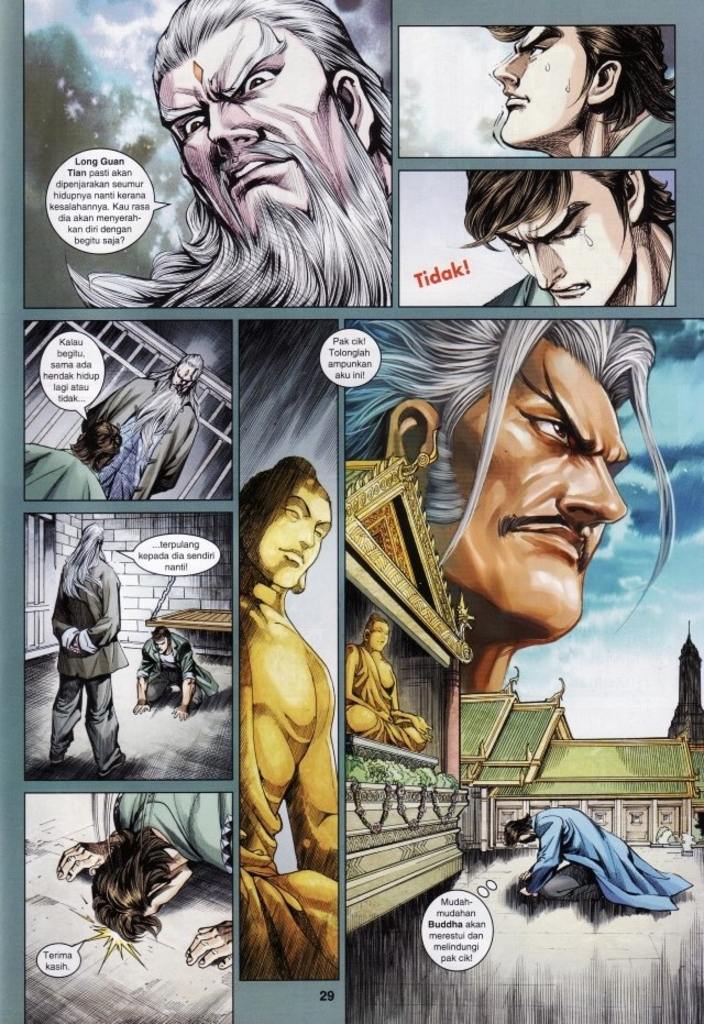 Long Guan
Tian pasti akan
dipenjarakan seumur
hidupnya nanti kerana
kesalahannya. Kau rasa
dia akan menyerah-
kan diri dengan
begitu saja?
Tidak!
Kalau
begitu,
sama ada
hendak hidup
lagi atau
tidak...
...terpulang
kepada dia sendiri
nanti!
Terima
kasih.
Pak cik!
Tolonglah
ampunkan
aku ini!
Mudah-
mudahan
Buddha akan
merestui dan
melindungi
pak cik!
29